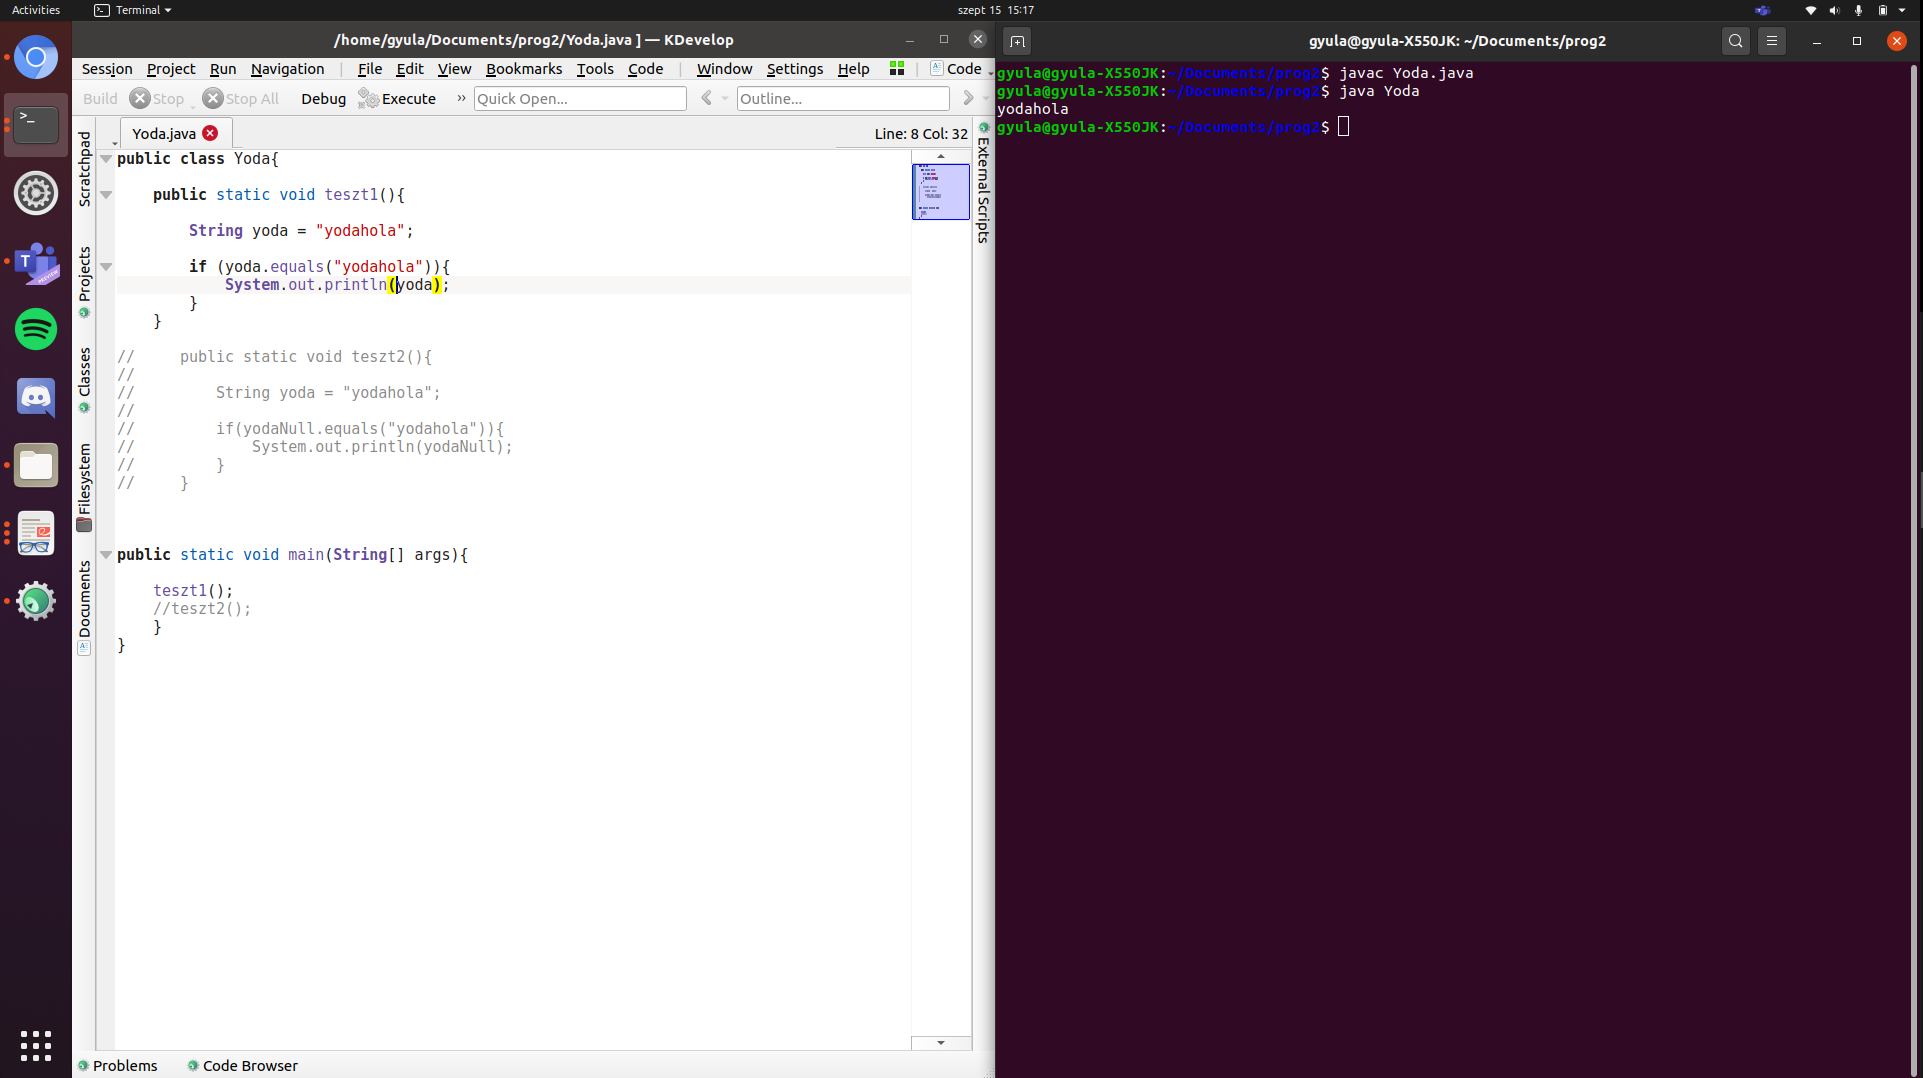 Activities Terminal szept 15 15:17
/home/gyula/Documents/prog2/Yoda.java ] — KDevelop
Session Project Run Navigation | File Edit View Bookmarks Tools Code | Window Settings Help | Code
Build Stop Stop All Debug Execute » Quick Open... Outline...
Yoda.java Line: 8 Col: 32
Scratchpad
Projects
Classes
Filesystem
Documents
public class Yoda{
public static void teszt1(){
String yoda = "yodahola";
if (yoda.equals("yodahola")){
System.out.println(yoda);
}
}
// public static void teszt2(){
//
// String yoda = "yodahola";
//
// if(yodaNull.equals("yodahola")){
// System.out.println(yodaNull);
// }
// }
public static void main(String[] args){
teszt1();
//teszt2();
}
}
External Scripts
Problems Code Browser
gyula@gyula-X550JK: ~/Documents/prog2
gyula@gyula-X550JK:~/Documents/prog2$ javac Yoda.java
gyula@gyula-X550JK:~/Documents/prog2$ java Yoda
yodahola
gyula@gyula-X550JK:~/Documents/prog2$
T
PREVIEW
>_